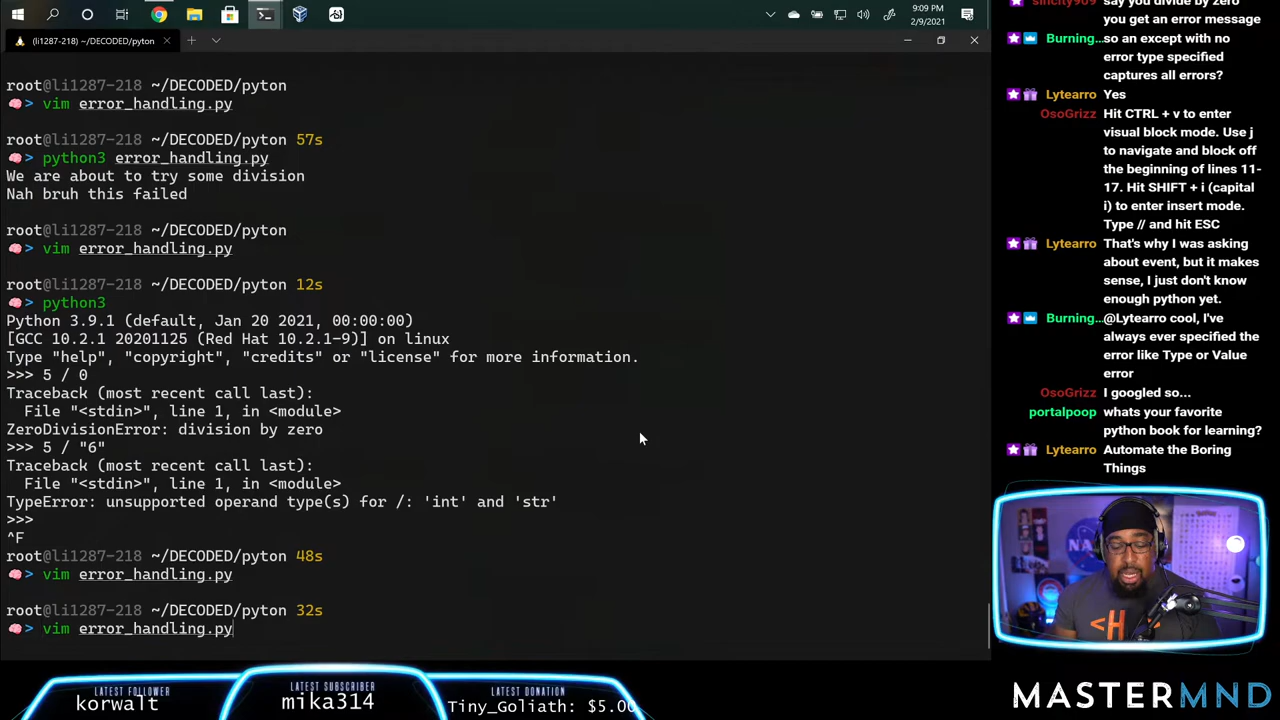 9:09 PM
2/9/2021
(li1287-218) ~/DECODED/pyton
root@li1287-218 ~/DECODED/pyton
> vim error_handling.py
root@li1287-218 ~/DECODED/pyton 57s
> python3 error_handling.py
We are about to try some division
Nah bruh this failed
root@li1287-218 ~/DECODED/pyton
> vim error_handling.py
root@li1287-218 ~/DECODED/pyton 12s
> python3
Python 3.9.1 (default, Jan 20 2021, 00:00:00)
[GCC 10.2.1 20201125 (Red Hat 10.2.1-9)] on linux
Type "help", "copyright", "credits" or "license" for more information.
>>> 5 / 0
Traceback (most recent call last):
  File "<stdin>", line 1, in <module>
ZeroDivisionError: division by zero
>>> 5 / "6"
Traceback (most recent call last):
  File "<stdin>", line 1, in <module>
TypeError: unsupported operand type(s) for /: 'int' and 'str'
>>>
^F
root@li1287-218 ~/DECODED/pyton 48s
> vim error_handling.py
root@li1287-218 ~/DECODED/pyton 32s
> vim error_handling.py
sincity909 say you divide by zero
you get an error message
Burning... so an except with no
error type specified
captures all errors?
Lytearro Yes
OsoGrizz Hit CTRL + v to enter
visual block mode. Use j
to navigate and block off
the beginning of lines 11-
17. Hit SHIFT + i (capital
i) to enter insert mode.
Type // and hit ESC
Lytearro That's why I was asking
about event, but it makes
sense, I just don't know
enough python yet.
Burning... @Lytearro cool, I've
always ever specified the
error like Type or Value
error
OsoGrizz I googled so...
portalpoop whats your favorite
python book for learning?
Lytearro Automate the Boring
Things
NA
<H
LATEST FOLLOWER
korwalt
LATEST SUBSCRIBER
mika314
LATEST DONATION
Tiny_Goliath: $5.00
MASTERMND